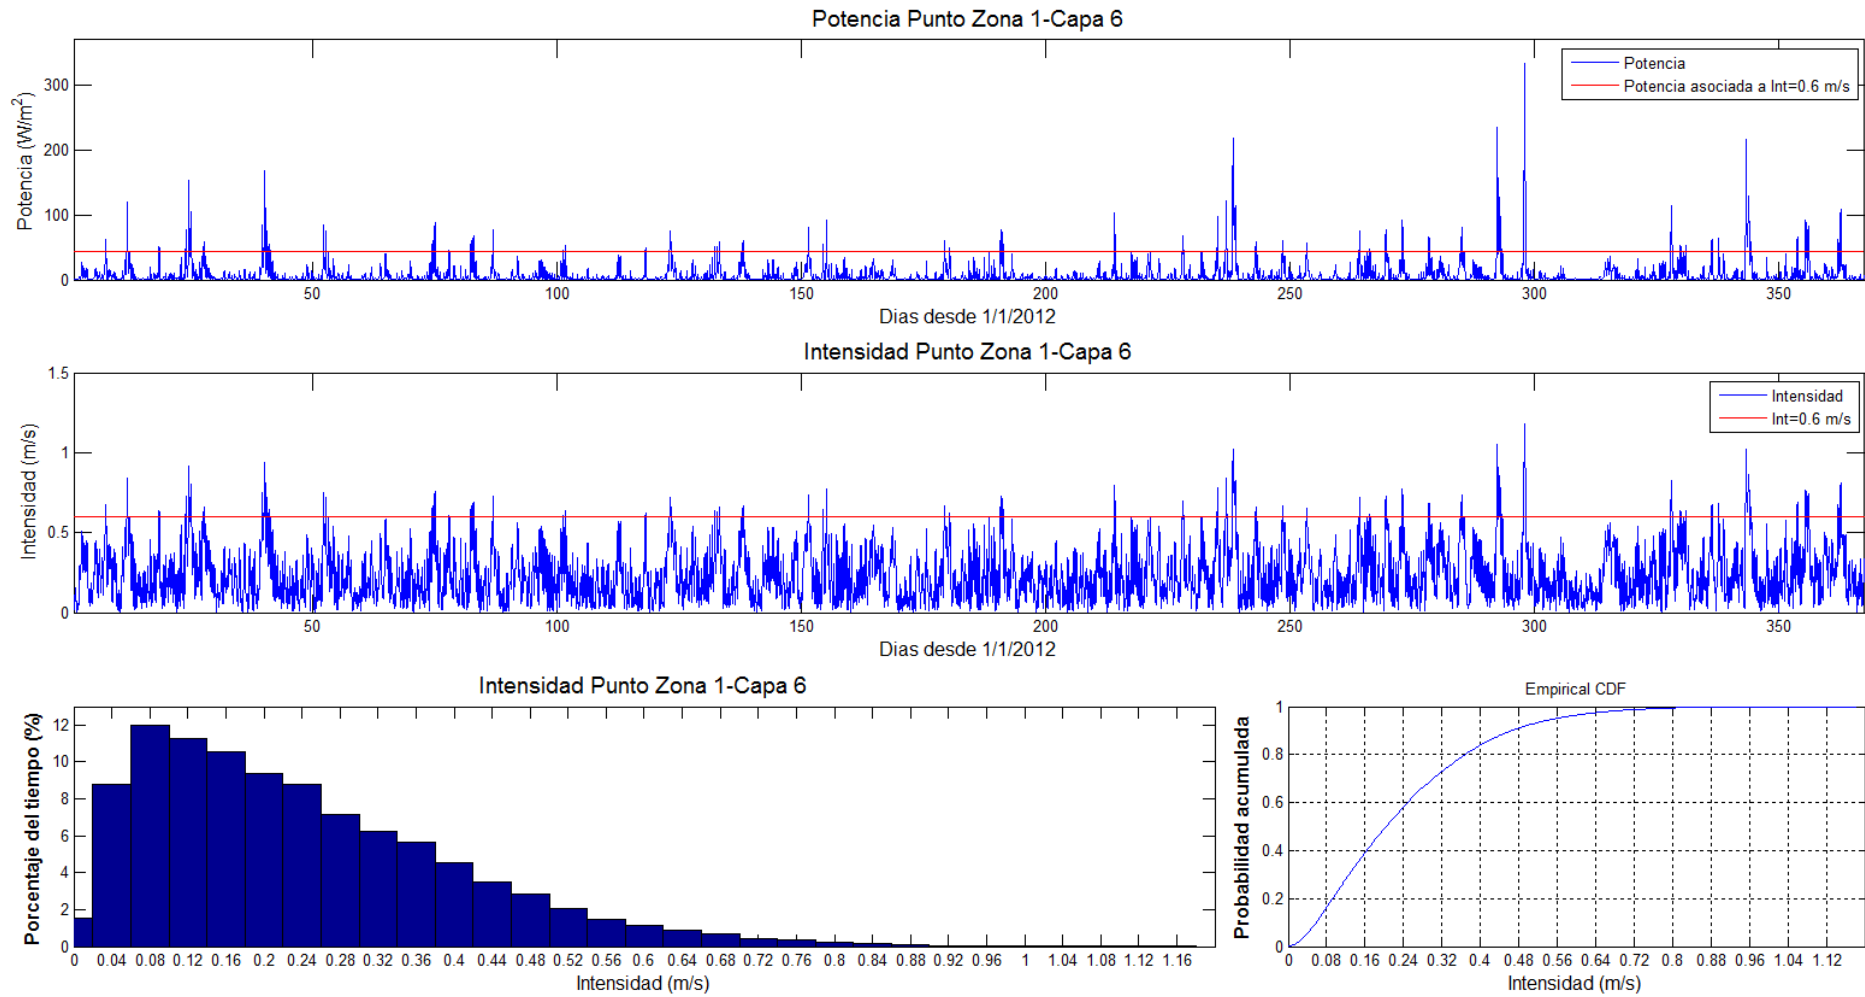 Potencia Punto Zona 1-Capa 6
Potencia (W/m²)
300
200
100
0
Potencia
Potencia asociada a Int=0.6 m/s
50 100 150 200 250 300 350
Dias desde 1/1/2012
Intensidad Punto Zona 1-Capa 6
Intensidad (m/s)
1.5
1
0.5
0
Intensidad
Int=0.6 m/s
50 100 150 200 250 300 350
Dias desde 1/1/2012
Intensidad Punto Zona 1-Capa 6
Porcentaje del tiempo (%)
12
10
8
6
4
2
0
0 0.04 0.08 0.12 0.16 0.2 0.24 0.28 0.32 0.36 0.4 0.44 0.48 0.52 0.56 0.6 0.64 0.68 0.72 0.76 0.8 0.84 0.88 0.92 0.96 1 1.04 1.08 1.12 1.16
Intensidad (m/s)
Empirical CDF
Probabilidad acumulada
1
0.8
0.6
0.4
0.2
0
0 0.08 0.16 0.24 0.32 0.4 0.48 0.56 0.64 0.72 0.8 0.88 0.96 1.04 1.12
Intensidad (m/s)